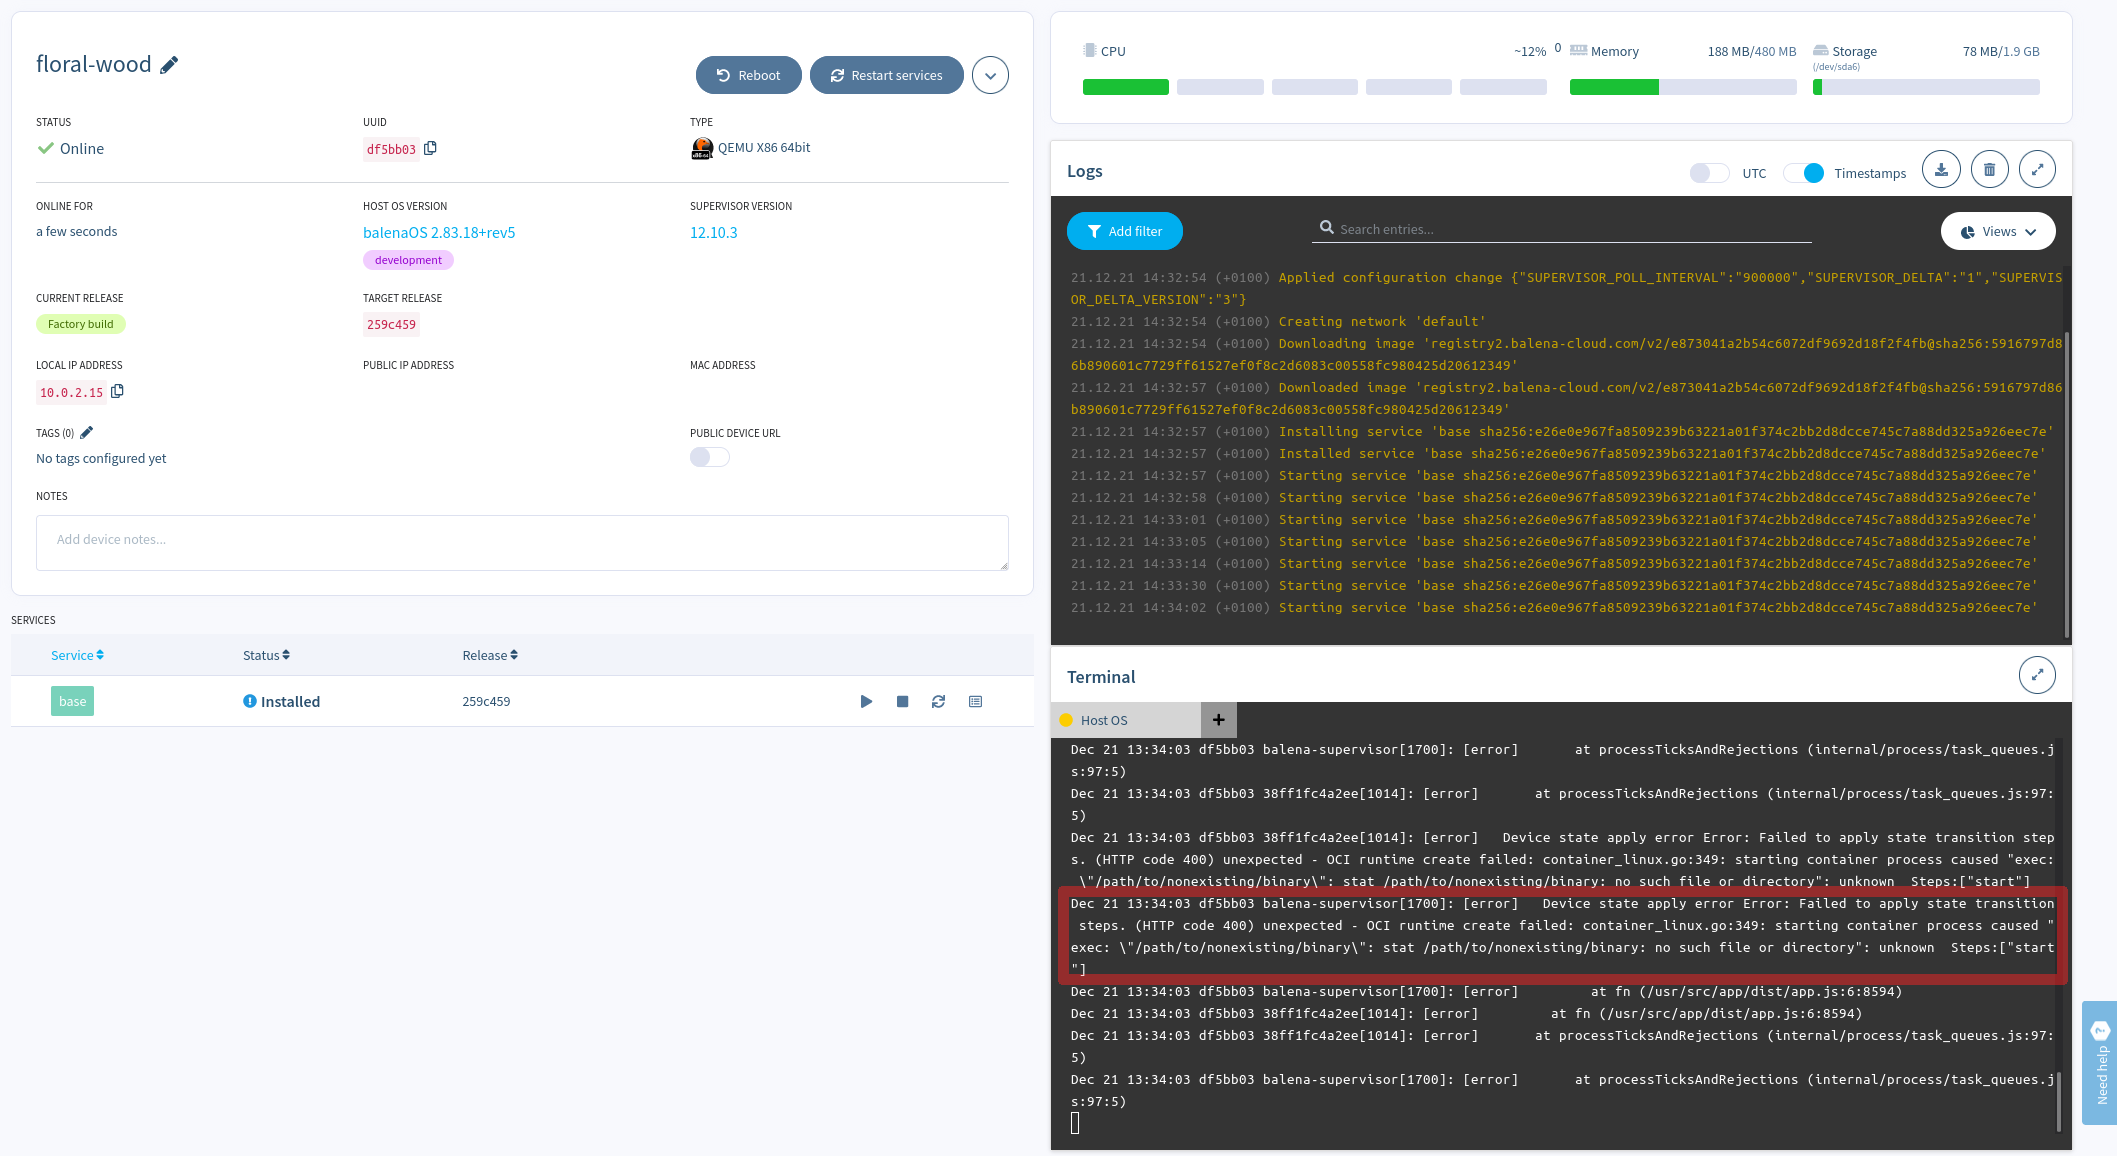 floral-wood
Reboot
Restart services
STATUS
UUID
TYPE
Online
df5bb03
QEMU X86 64bit
ONLINE FOR
HOST OS VERSION
SUPERVISOR VERSION
a few seconds
balenaOS 2.83.18+rev5
12.10.3
development
CURRENT RELEASE
TARGET RELEASE
Factory build
259c459
LOCAL IP ADDRESS
PUBLIC IP ADDRESS
MAC ADDRESS
10.0.2.15
TAGS (0)
PUBLIC DEVICE URL
No tags configured yet
NOTES
Add device notes...
SERVICES
Service
Status
Release
base
Installed
259c459
CPU
~12%
0
Memory
188 MB/480 MB
Storage
78 MB/1.9 GB
(/dev/sda6)
Logs
UTC
Timestamps
Add filter
Search entries...
Views
21.12.21 14:32:54 (+0100) Applied configuration change {"SUPERVISOR_POLL_INTERVAL":"900000","SUPERVISOR_DELTA":"1","SUPERVIS
OR_DELTA_VERSION":"3"}
21.12.21 14:32:54 (+0100) Creating network 'default'
21.12.21 14:32:54 (+0100) Downloading image 'registry2.balena-cloud.com/v2/e873041a2b54c6072df9692d18f2f4fb@sha256:5916797d8
6b890601c7729ff61527ef0f8c2d6083c00558fc980425d20612349'
21.12.21 14:32:57 (+0100) Downloaded image 'registry2.balena-cloud.com/v2/e873041a2b54c6072df9692d18f2f4fb@sha256:5916797d86
b890601c7729ff61527ef0f8c2d6083c00558fc980425d20612349'
21.12.21 14:32:57 (+0100) Installing service 'base sha256:e26e0e967fa8509239b63221a01f374c2bb2d8dcce745c7a88dd325a926eec7e'
21.12.21 14:32:57 (+0100) Installed service 'base sha256:e26e0e967fa8509239b63221a01f374c2bb2d8dcce745c7a88dd325a926eec7e'
21.12.21 14:32:57 (+0100) Starting service 'base sha256:e26e0e967fa8509239b63221a01f374c2bb2d8dcce745c7a88dd325a926eec7e'
21.12.21 14:32:58 (+0100) Starting service 'base sha256:e26e0e967fa8509239b63221a01f374c2bb2d8dcce745c7a88dd325a926eec7e'
21.12.21 14:33:01 (+0100) Starting service 'base sha256:e26e0e967fa8509239b63221a01f374c2bb2d8dcce745c7a88dd325a926eec7e'
21.12.21 14:33:05 (+0100) Starting service 'base sha256:e26e0e967fa8509239b63221a01f374c2bb2d8dcce745c7a88dd325a926eec7e'
21.12.21 14:33:14 (+0100) Starting service 'base sha256:e26e0e967fa8509239b63221a01f374c2bb2d8dcce745c7a88dd325a926eec7e'
21.12.21 14:33:30 (+0100) Starting service 'base sha256:e26e0e967fa8509239b63221a01f374c2bb2d8dcce745c7a88dd325a926eec7e'
21.12.21 14:34:02 (+0100) Starting service 'base sha256:e26e0e967fa8509239b63221a01f374c2bb2d8dcce745c7a88dd325a926eec7e'
Terminal
Host OS
Dec 21 13:34:03 df5bb03 balena-supervisor[1700]: [error]       at processTicksAndRejections (internal/process/task_queues.j
s:97:5)
Dec 21 13:34:03 df5bb03 38ff1fc4a2ee[1014]: [error]       at processTicksAndRejections (internal/process/task_queues.js:97:
5)
Dec 21 13:34:03 df5bb03 38ff1fc4a2ee[1014]: [error]   Device state apply error Error: Failed to apply state transition step
s. (HTTP code 400) unexpected - OCI runtime create failed: container_linux.go:349: starting container process caused "exec:
 \"/path/to/nonexisting/binary\": stat /path/to/nonexisting/binary: no such file or directory": unknown  Steps:["start"]
Dec 21 13:34:03 df5bb03 balena-supervisor[1700]: [error]   Device state apply error Error: Failed to apply state transition
 steps. (HTTP code 400) unexpected - OCI runtime create failed: container_linux.go:349: starting container process caused "
exec: \"/path/to/nonexisting/binary\": stat /path/to/nonexisting/binary: no such file or directory": unknown  Steps:["start
"]
Dec 21 13:34:03 df5bb03 balena-supervisor[1700]: [error]         at fn (/usr/src/app/dist/app.js:6:8594)
Dec 21 13:34:03 df5bb03 38ff1fc4a2ee[1014]: [error]         at fn (/usr/src/app/dist/app.js:6:8594)
Dec 21 13:34:03 df5bb03 38ff1fc4a2ee[1014]: [error]       at processTicksAndRejections (internal/process/task_queues.js:97:
5)
Dec 21 13:34:03 df5bb03 balena-supervisor[1700]: [error]       at processTicksAndRejections (internal/process/task_queues.j
s:97:5)
Need help